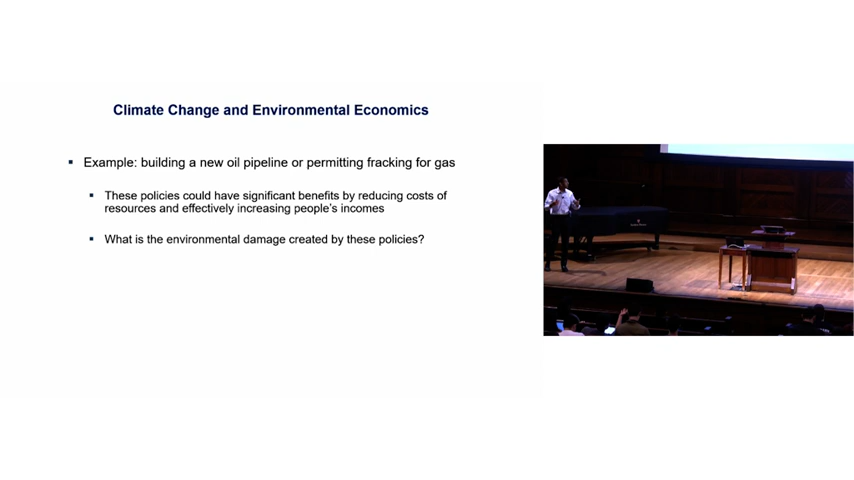 Climate Change and Environmental Economics
▪ Example: building a new oil pipeline or permitting fracking for gas
▪ These policies could have significant benefits by reducing costs of
resources and effectively increasing people's incomes
▪ What is the environmental damage created by these policies?